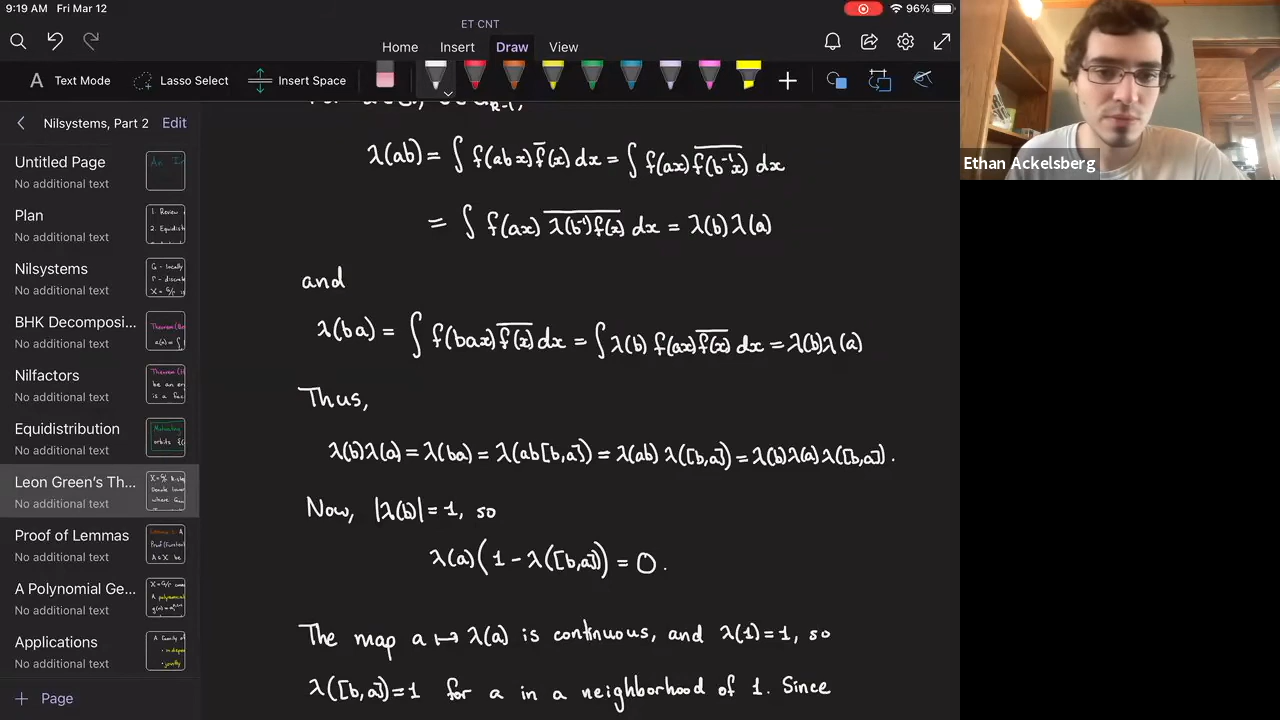 9:19 AM Fri Mar 12
96%
ET CNT
Home Insert Draw View
Text Mode Lasso Select Insert Space
Nilsystems, Part 2 Edit
Untitled Page
No additional text
Plan
No additional text
Nilsystems
No additional text
BHK Decomposi...
No additional text
Nilfactors
No additional text
Equidistribution
No additional text
Leon Green's Th...
No additional text
Proof of Lemmas
No additional text
A Polynomial Ge...
No additional text
Applications
No additional text
+ Page
λ(ab) = ∫ f(abx) f̅(x) dx = ∫ f(ax) \overline{f(b⁻¹x)} dx
= ∫ f(ax) \overline{λ(b⁻¹)f(x)} dx = λ(b)λ(a)
and
λ(ba) = ∫ f(bax) \overline{f(x)} dx = ∫ λ(b) f(ax) \overline{f(x)} dx = λ(b)λ(a)
Thus,
λ(b)λ(a) = λ(ba) = λ(ab[b,a]) = λ(ab) λ([b,a]) = λ(b)λ(a)λ([b,a]).
Now, |λ(b)| = 1, so
λ(a)(1 - λ([b,a])) = 0.
The map a ↦ λ(a) is continuous, and λ(1) = 1, so
λ([b,a]) = 1 for a in a neighborhood of 1. Since
Ethan Ackelsberg